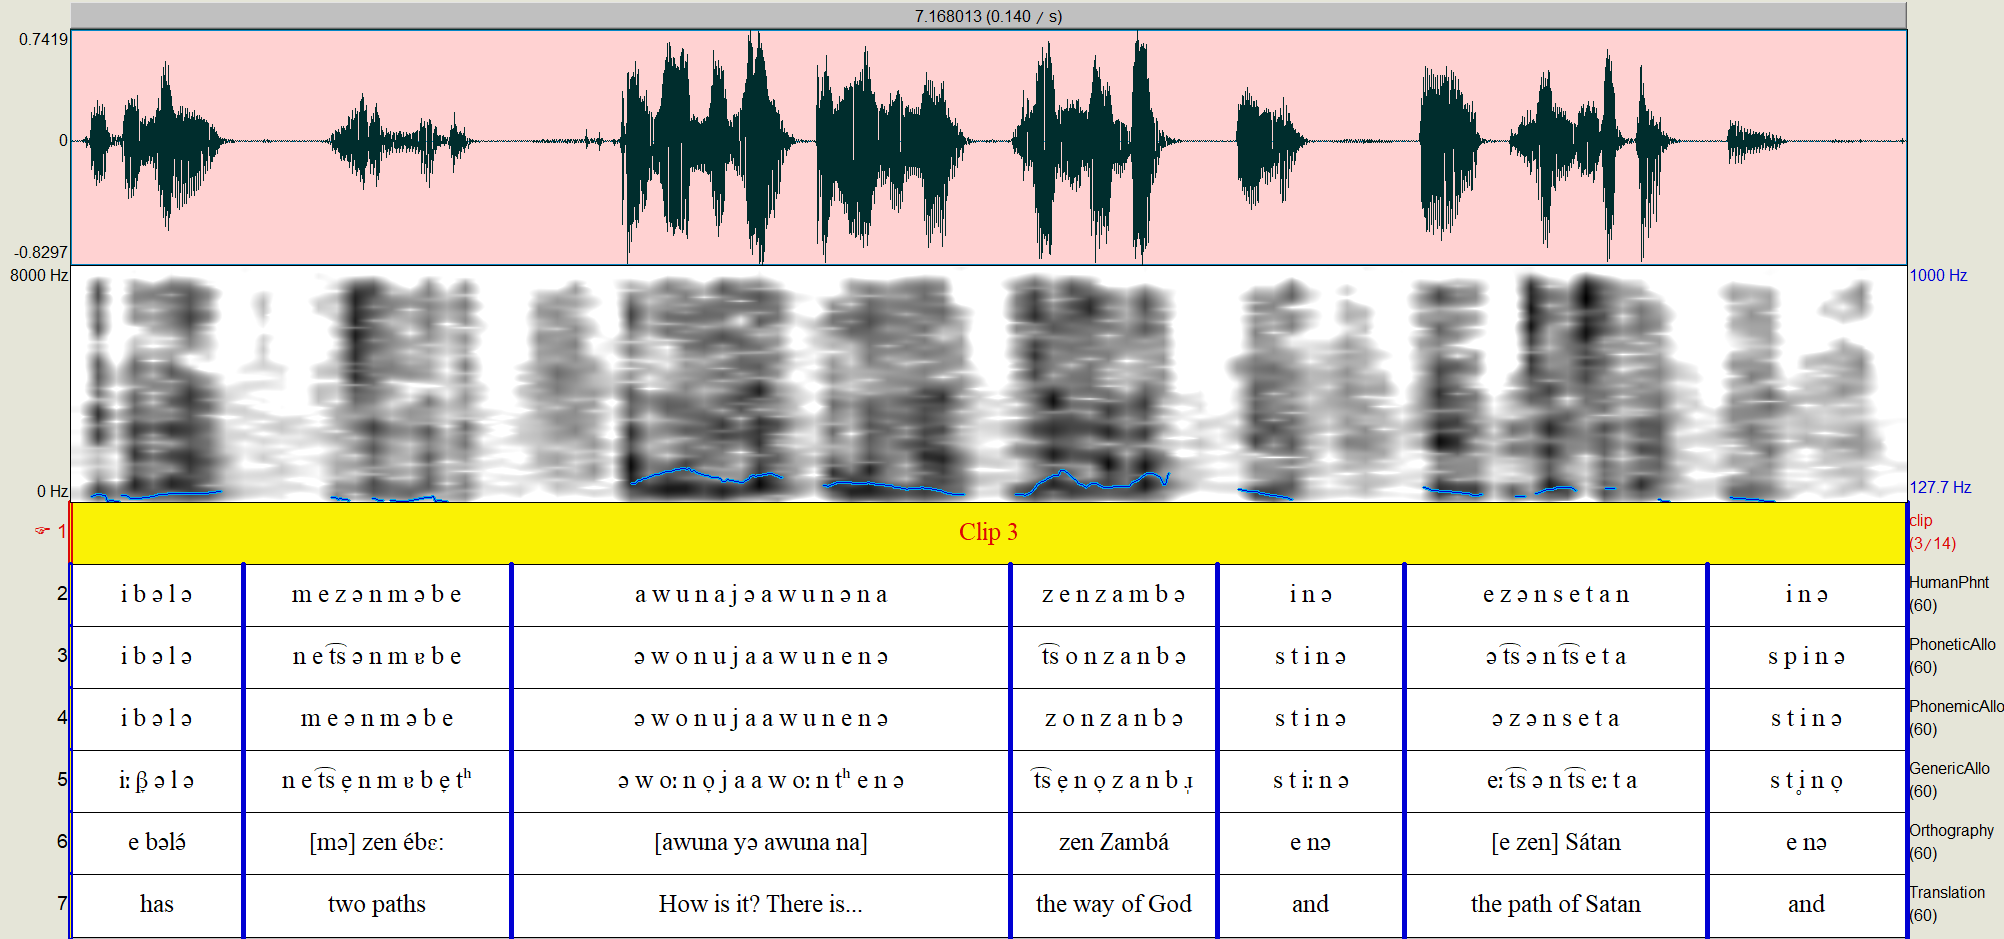 7.168013 (0.140 / s)
0.7419
0
-0.8297
8000 Hz 1000 Hz
0 Hz 127.7 Hz
☞ 1 Clip 3 clip (3/14)
2 i b ə l ə m e z ə n m ə b e a w u n a j ə a w u n ə n a z e n z a m b ə i n ə e z ə n s e t a n i n ə HumanPhnt (60)
3 i b ə l ə n e t͡s ə n m ɐ b e ə w o n u j a a w u n e n ə t͡s o n z a n b ə s t i n ə ə t͡s ə n t͡s e t a s p i n ə PhoneticAllo (60)
4 i b ə l ə m e ə n m ə b e ə w o n u j a a w u n e n ə z o n z a n b ə s t i n ə ə z ə n s e t a s t i n ə PhonemicAllo (60)
5 iː β̞ ə l ə n e t͡s e̞ n m ɐ b e̞ tʰ ə w oː n o̞ j a a w oː n tʰ e n ə t͡s e̞ n o̞ z a n b ɹ̩ s t iː n ə eː t͡s ə n t͡s eː t a s t i̥ n o̞ GenericAllo (60)
6 e bələ́ [mə] zen ébɛː [awuna yə awuna na] zen Zambá e nə [e zen] Sátan e nə Orthography (60)
7 has two paths How is it? There is... the way of God and the path of Satan and Translation (60)